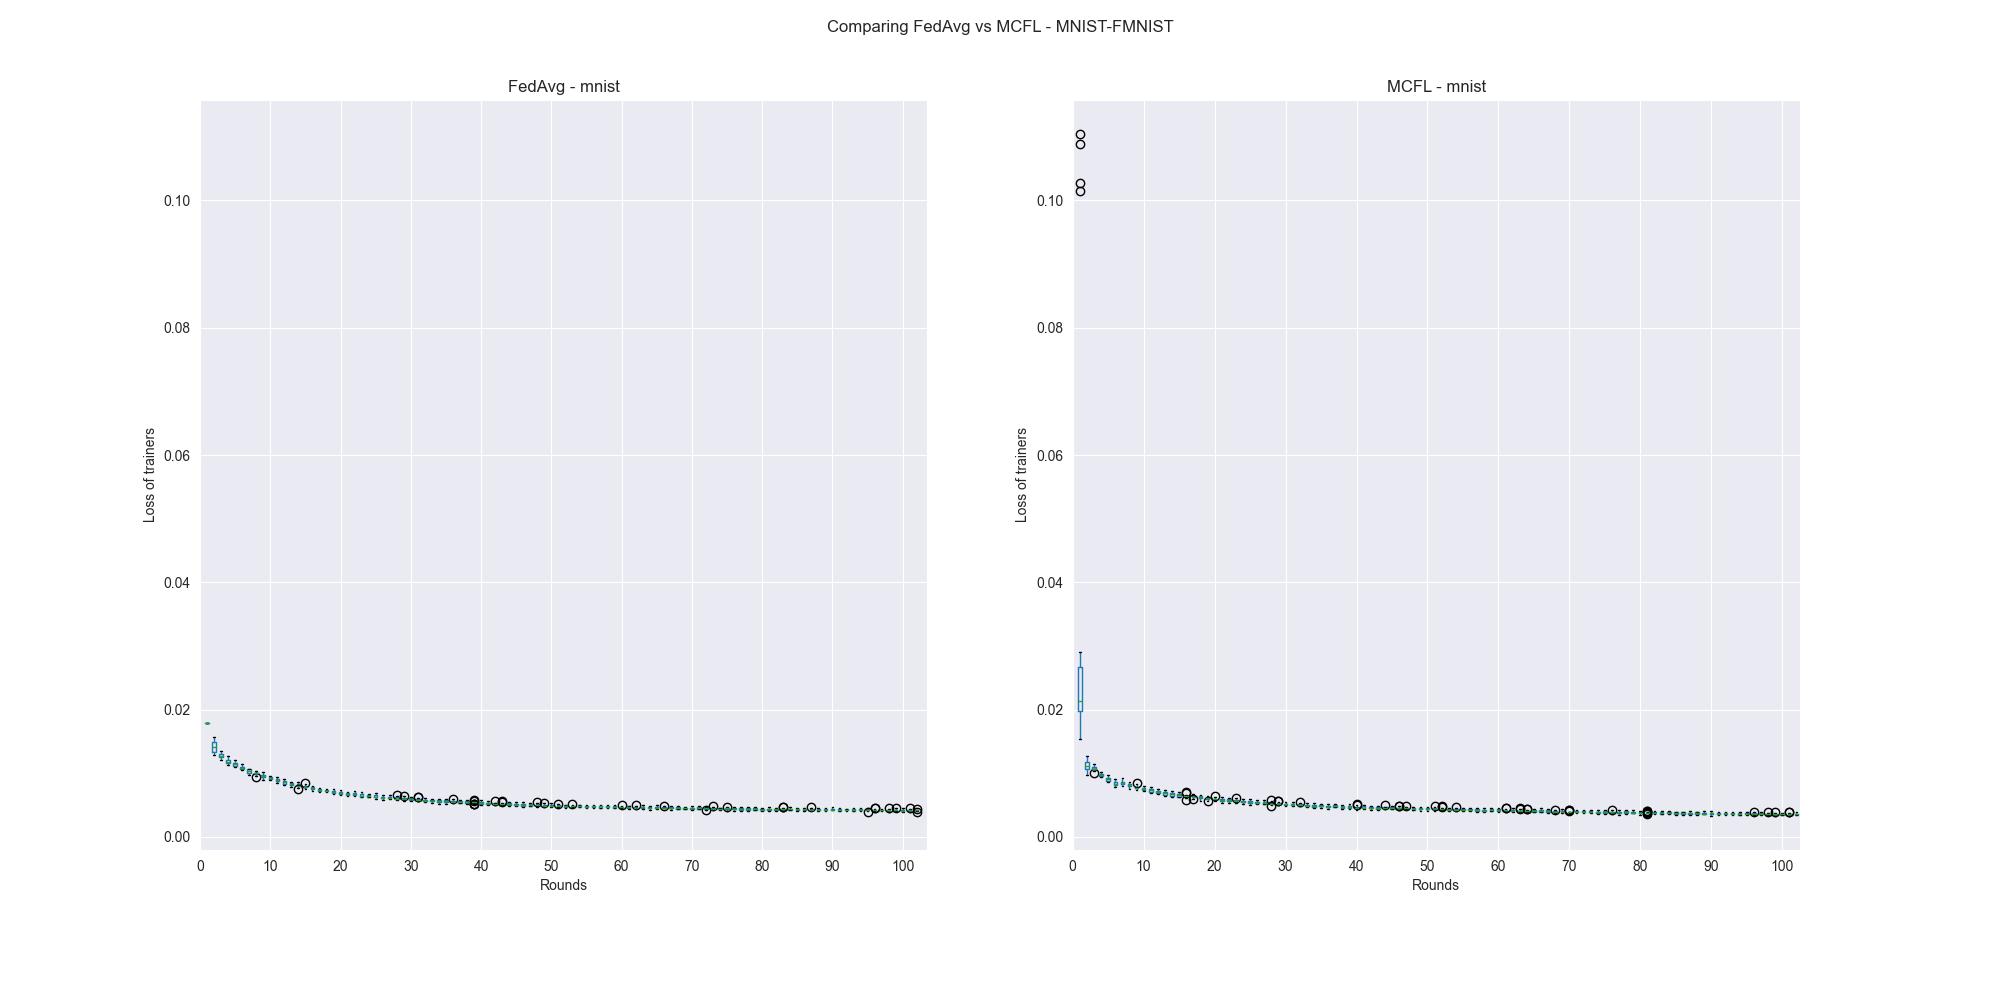 Comparing FedAvg vs MCFL - MNIST-FMNIST
FedAvg - mnist
0.10
0.08
0.06
0.04
0.02
0.00
Loss of trainers
0 10 20 30 40 50 60 70 80 90 100
Rounds
MCFL - mnist
0.10
0.08
0.06
0.04
0.02
0.00
Loss of trainers
0 10 20 30 40 50 60 70 80 90 100
Rounds